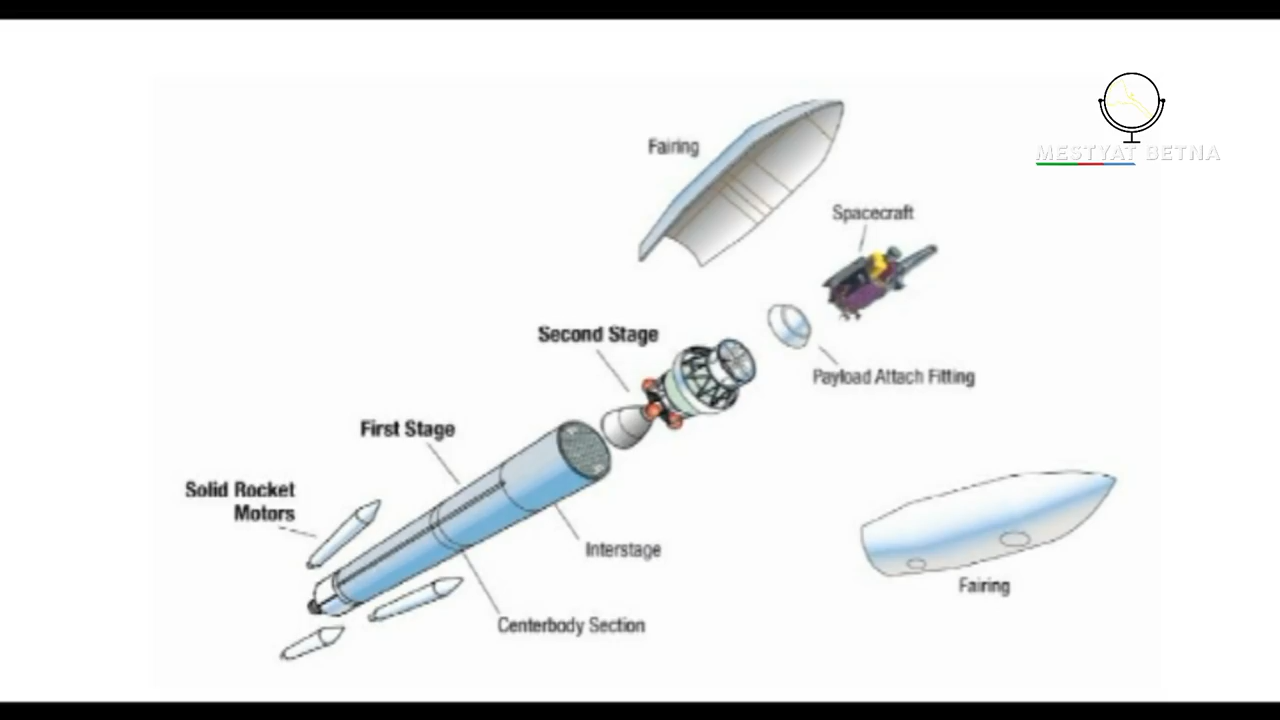 MESTYAT BETNA
Fairing
Spacecraft
Second Stage
Payload Attach Fitting
First Stage
Solid Rocket
Motors
Interstage
Fairing
Centerbody Section